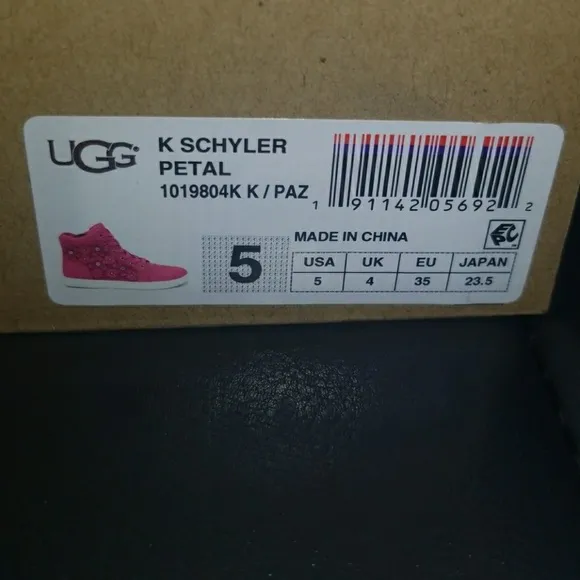 UGG
K SCHYLER
PETAL
1019804K K / PAZ
1 91142 05692 2
MADE IN CHINA
5
USA UK EU JAPAN
5 4 35 23.5